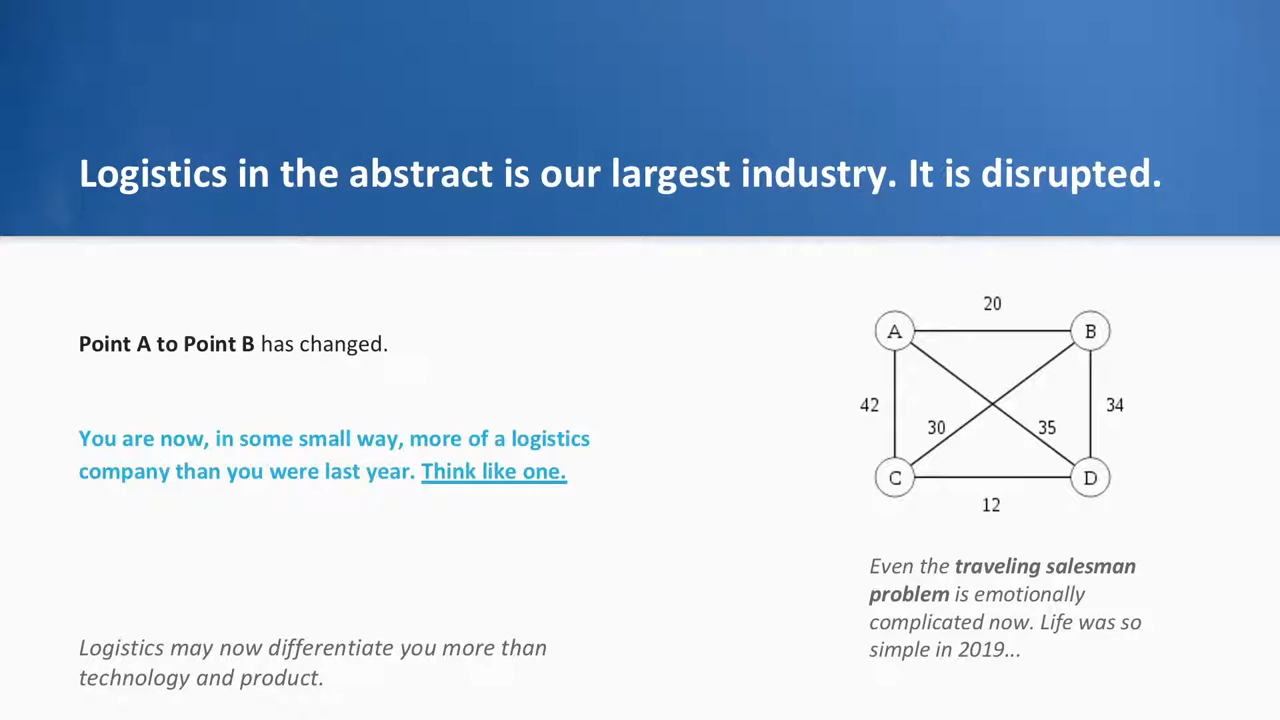 Logistics in the abstract is our largest industry. It is disrupted.
Point A to Point B has changed.
You are now, in some small way, more of a logistics
company than you were last year. Think like one.
Logistics may now differentiate you more than
technology and product.
20
A
B
42
30
35
34
C
D
12
Even the traveling salesman
problem is emotionally
complicated now. Life was so
simple in 2019...